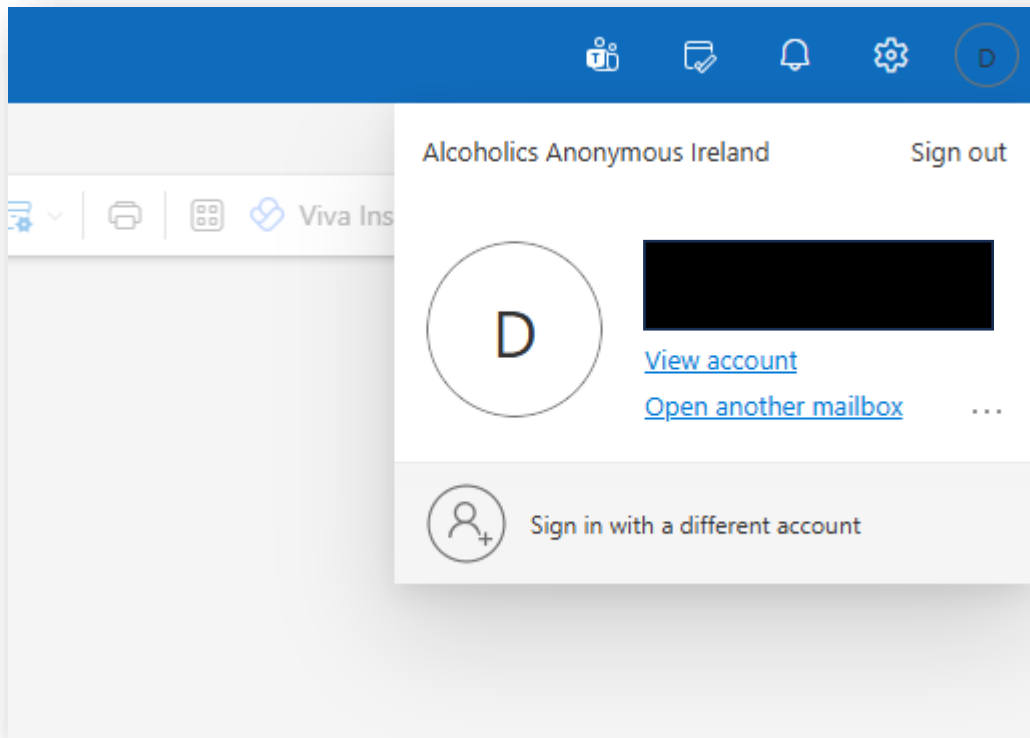 D
Alcoholics Anonymous Ireland Sign out
Viva Ins
D
View account
Open another mailbox ...
Sign in with a different account